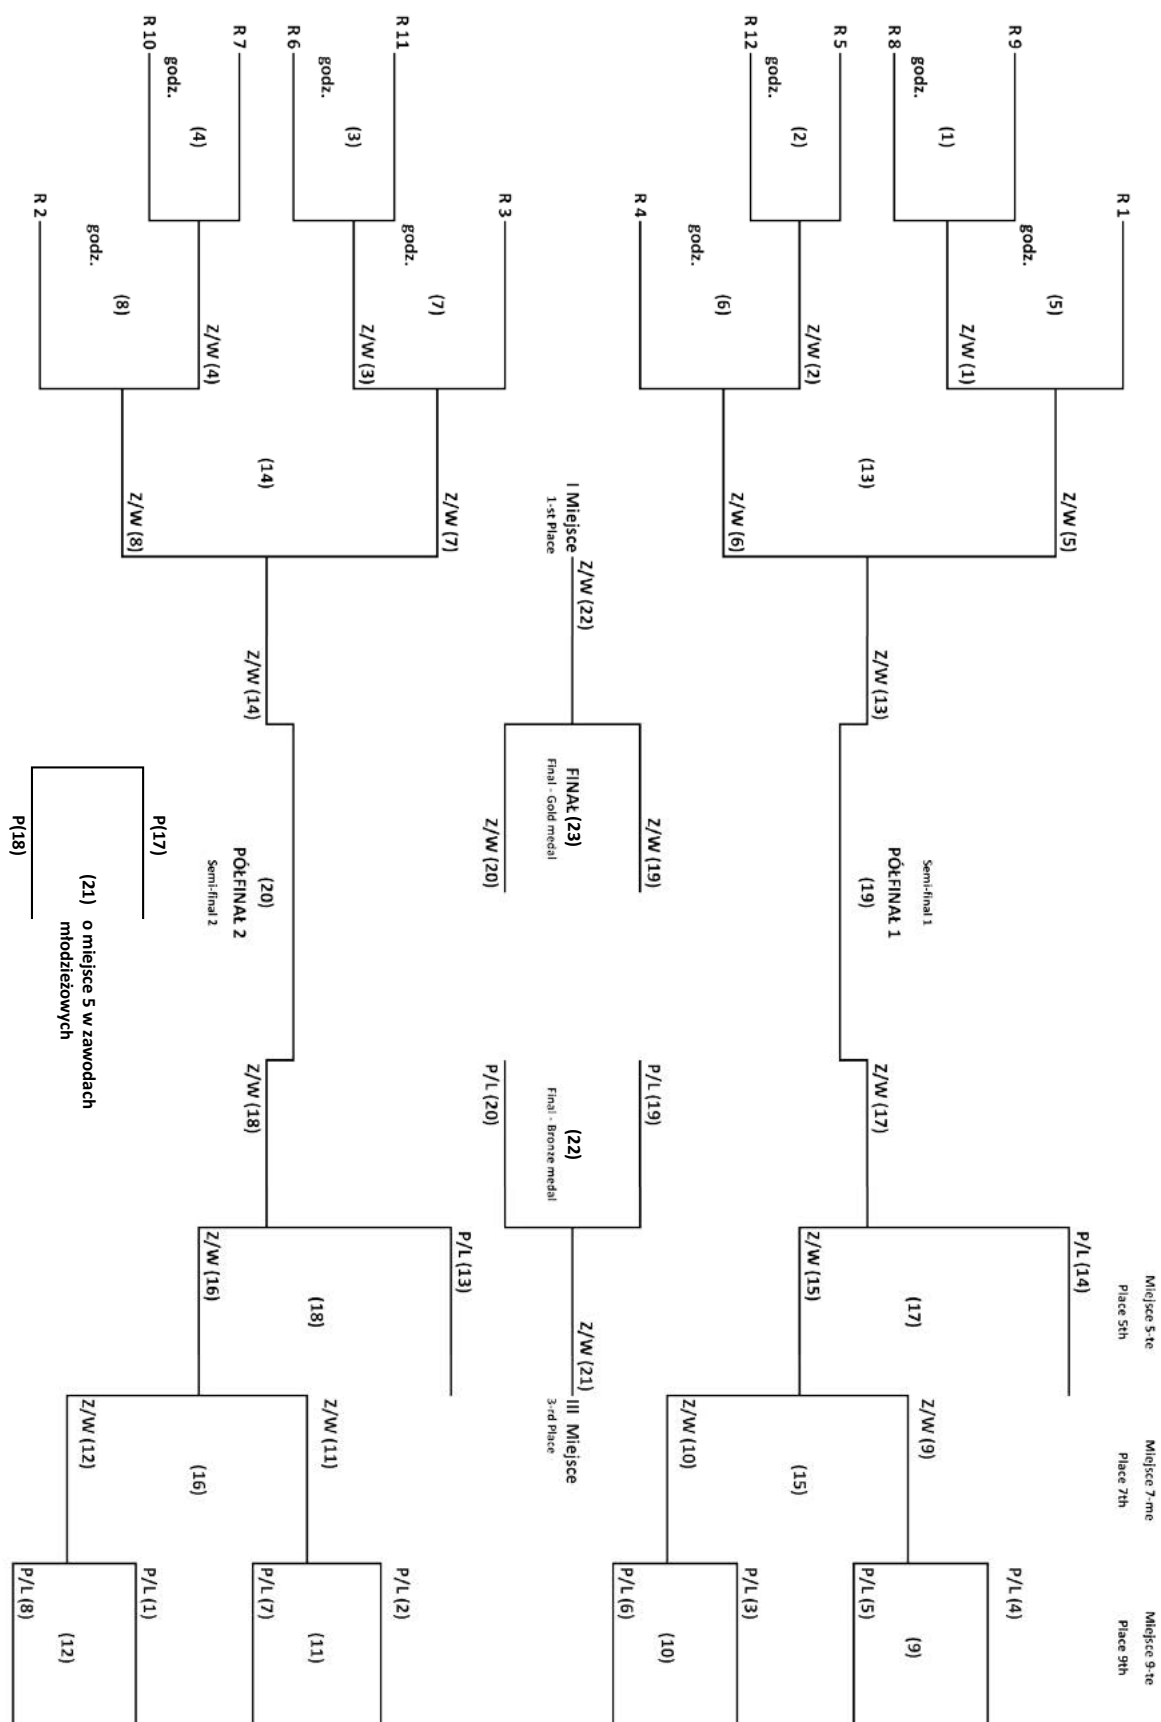 Miejsce 5-te
Place 5th
Miejsce 7-me
Place 7th
Miejsce 9-te
Place 9th
R 1
R 9
godz.
(1)
R 8
godz.
(5)
Z/W (1)
Z/W (5)
R 5
godz.
(2)
R 12
Z/W (2)
godz.
(6)
R 4
Z/W (6)
(13)
Z/W (13)
Semi-final 1
PÓŁFINAŁ 1
(19)
Z/W (17)
P/L (14)
(17)
Z/W (15)
Z/W (9)
(15)
Z/W (10)
P/L (4)
(9)
P/L (5)
P/L (3)
(10)
P/L (6)
I Miejsce
1-st Place
Z/W (22)
Z/W (19)
FINAŁ (23)
Final - Gold medal
Z/W (20)
P/L (19)
(22)
Final - Bronze medal
P/L (20)
Z/W (21)
III Miejsce
3-rd Place
R 3
R 11
godz.
(3)
R 6
godz.
(7)
Z/W (3)
Z/W (7)
R 7
godz.
(4)
R 10
Z/W (4)
godz.
(8)
R 2
Z/W (8)
(14)
Z/W (14)
(20)
PÓŁFINAŁ 2
Semi-final 2
Z/W (18)
P/L (13)
(18)
Z/W (16)
Z/W (11)
(16)
Z/W (12)
P/L (2)
(11)
P/L (7)
P/L (1)
(12)
P/L (8)
P(17)
(21) o miejsce 5 w zawodach
młodzieżowych
P(18)